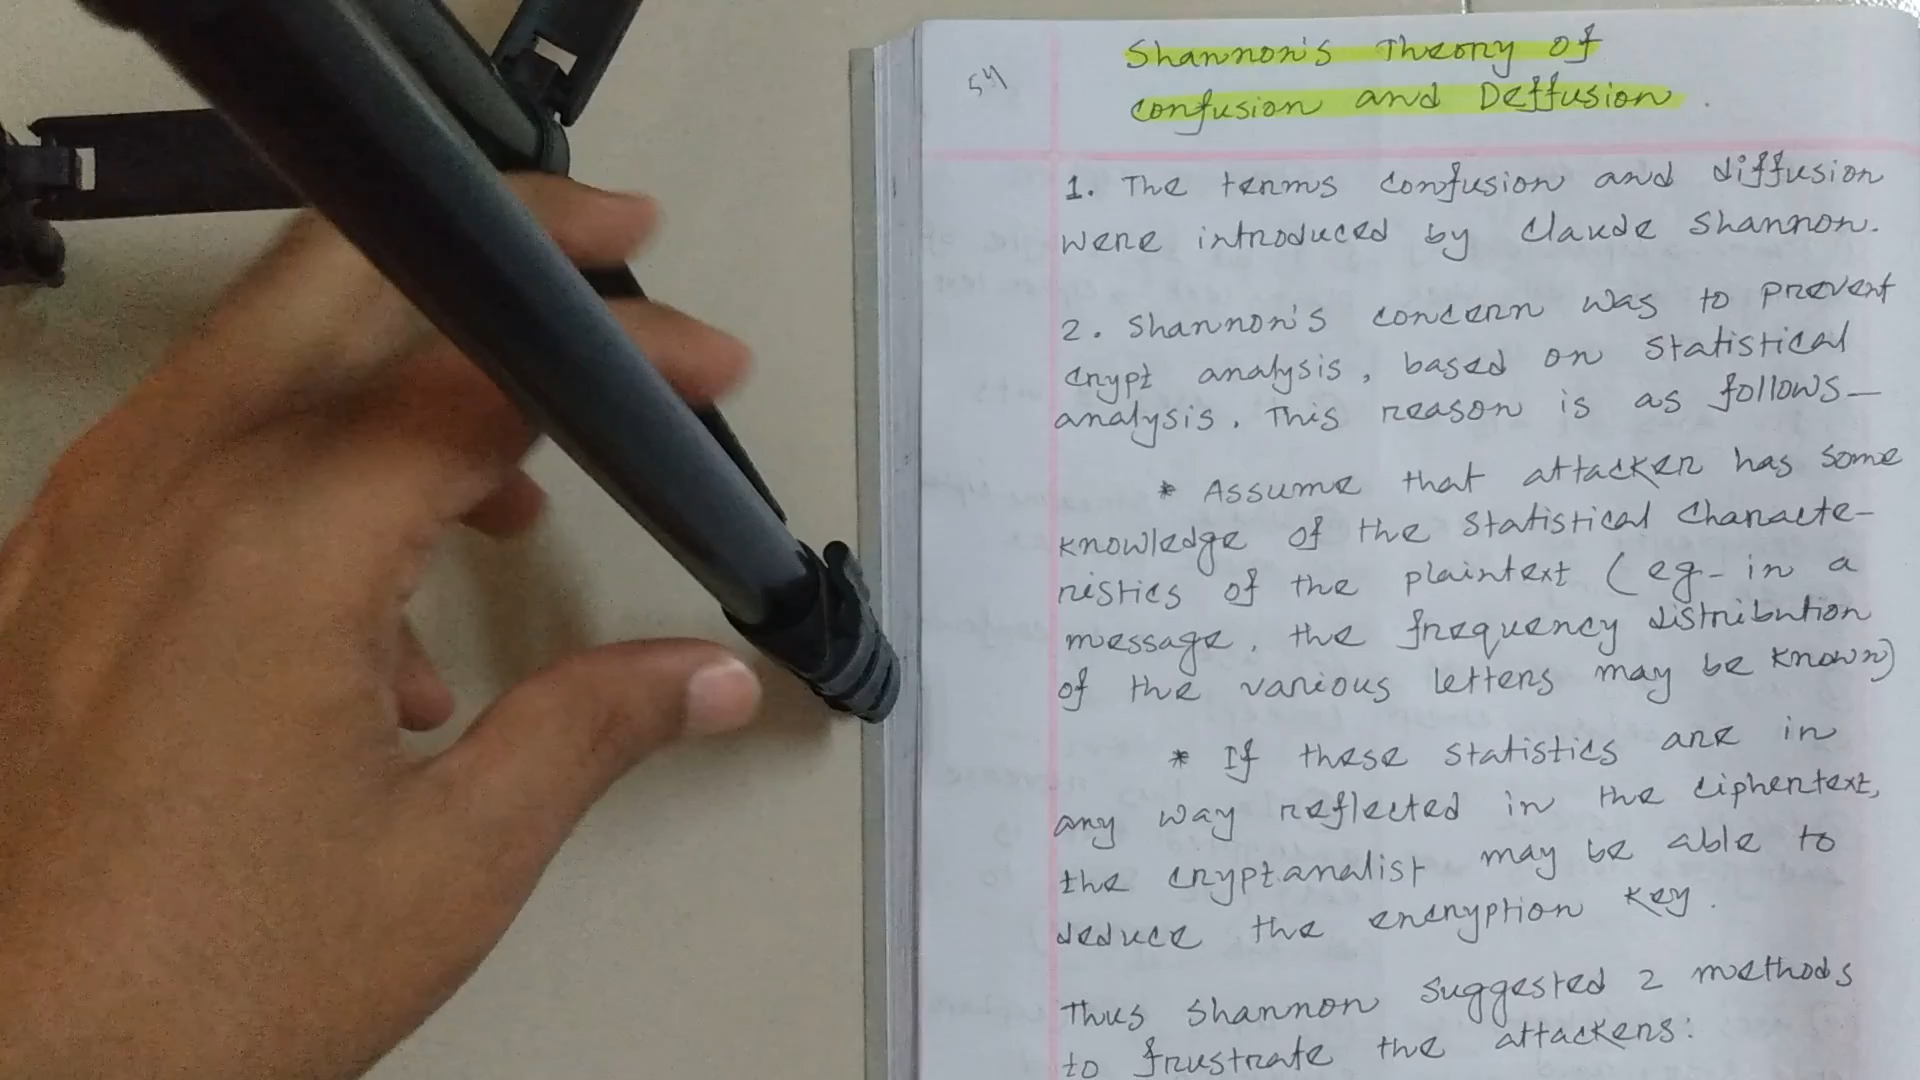 54
Shannon's Theory of
confusion and Deffusion.
1. The terms confusion and diffusion
were introduced by Claude Shannon.
2. Shannon's concern was to prevent
crypt analysis, based on statistical
analysis. This reason is as follows—
* Assume that attacker has some
knowledge of the statistical characte-
ristics of the plaintext (eg- in a
message, the frequency distribution
of the various letters may be known)
* If these statistics are in
any way reflected in the ciphertext,
the cryptanalist may be able to
deduce the encryption key.
Thus Shannon suggested 2 methods
to frustrate the attackers: